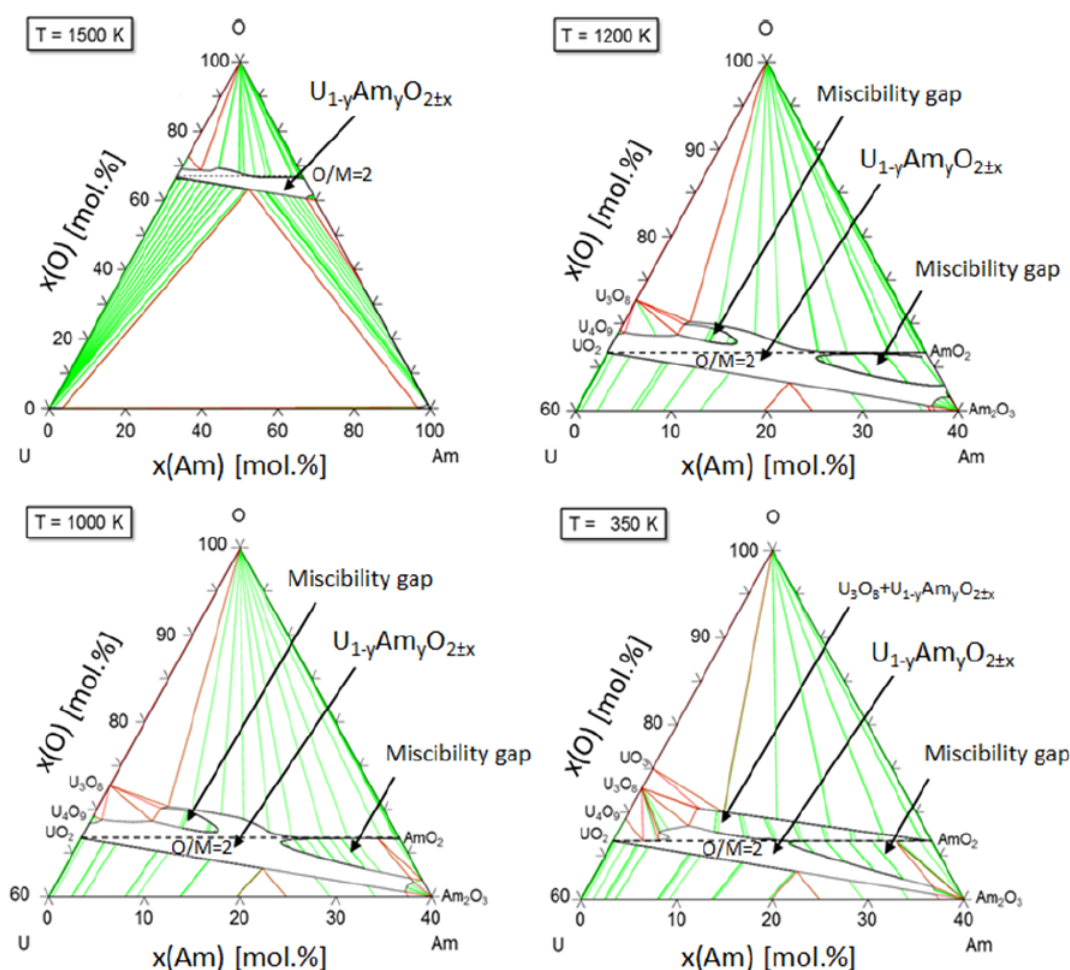 T = 1500 K
O
100
U1-yAmyO2±x
80
O/M=2
60
x(O) [mol.%]
40
20
0
0 20 40 60 80 100
U x(Am) [mol.%] Am
T = 1200 K
O
100
Miscibility gap
90
U1-yAmyO2±x
x(O) [mol.%]
80
Miscibility gap
U3O8
U4O9
UO2
AmO2
O/M=2
60
Am2O3
0 10 20 30 40
U x(Am) [mol.%] Am
T = 1000 K
O
100
Miscibility gap
90
U1-yAmyO2±x
x(O) [mol.%]
80
Miscibility gap
U3O8
U4O9
UO2
AmO2
O/M=2
60
Am2O3
0 10 20 30 40
U x(Am) [mol.%] Am
T = 350 K
O
100
U3O8+U1-yAmyO2±x
90
U1-yAmyO2±x
x(O) [mol.%]
80
Miscibility gap
UO3
U3O8
U4O9
UO2
AmO2
O/M=2
60
Am2O3
0 10 20 30 40
U x(Am) [mol.%] Am